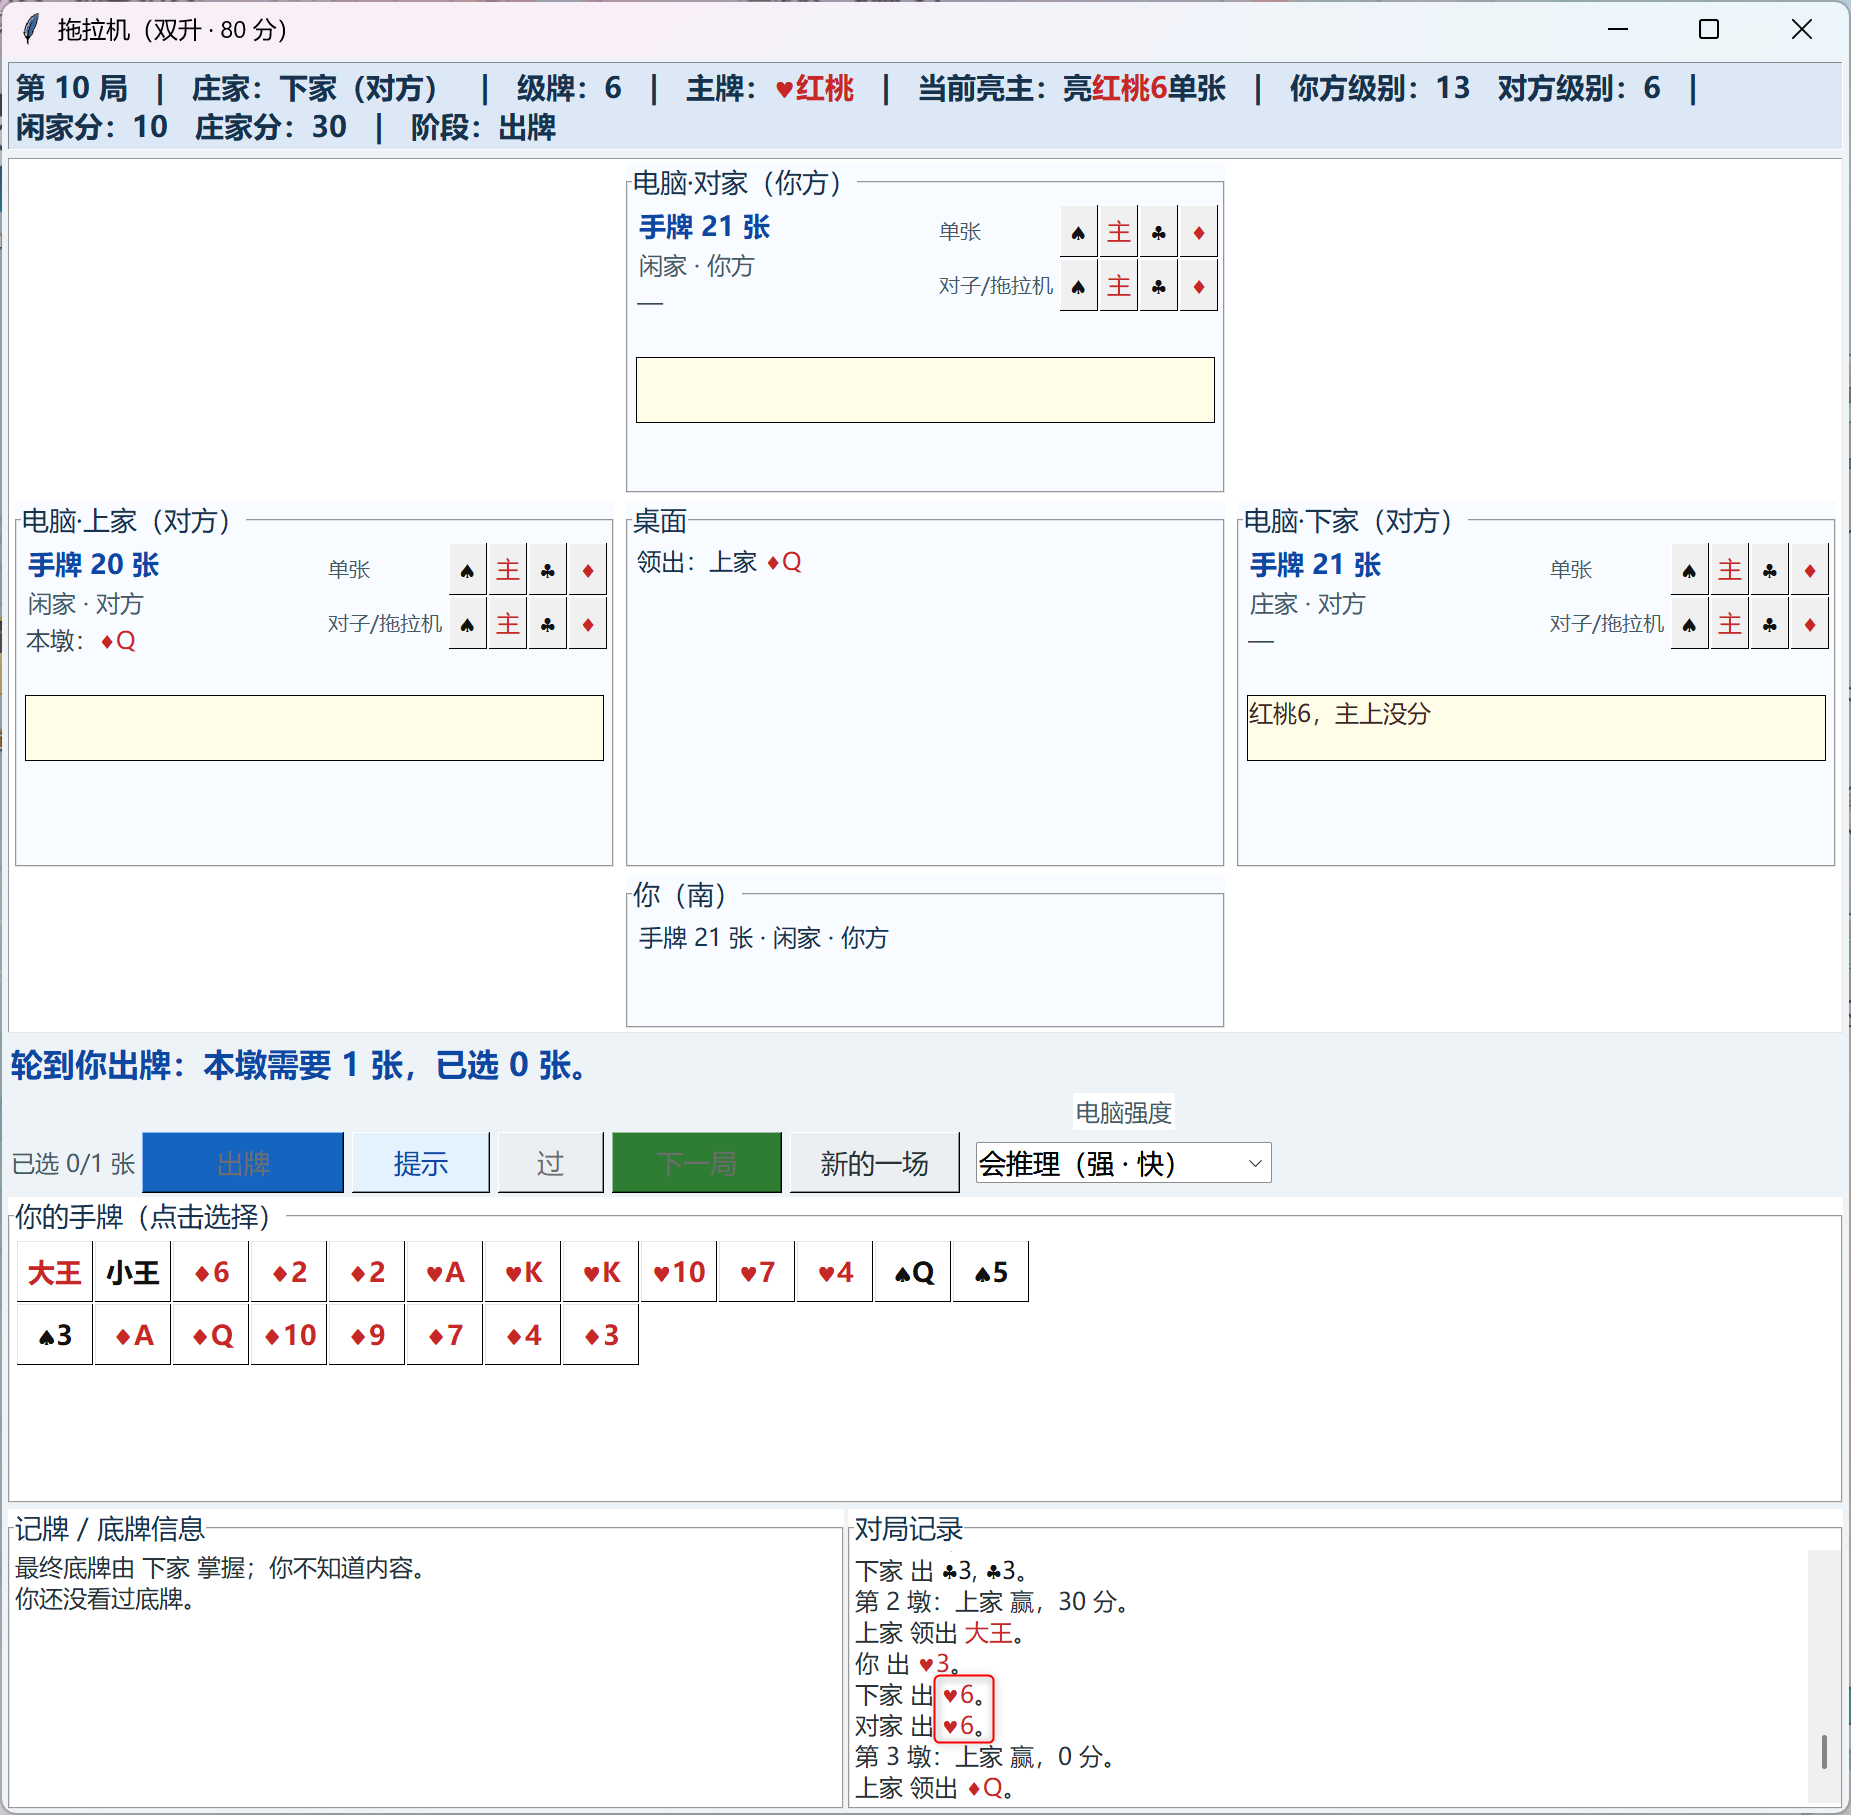 拖拉机（双升 · 80 分）
第 10 局 | 庄家：下家（对方） | 级牌：6 | 主牌：♥红桃 | 当前亮主：亮红桃6单张 | 你方级别：13 对方级别：6 |
闲家分：10 庄家分：30 | 阶段：出牌
电脑·对家（你方）
手牌 21 张
单张 ♠ 主 ♣ ♦
闲家 · 你方
对子/拖拉机 ♠ 主 ♣ ♦
—
电脑·上家（对方）
手牌 20 张
单张 ♠ 主 ♣ ♦
闲家 · 对方
对子/拖拉机 ♠ 主 ♣ ♦
本墩：♦Q
桌面
领出：上家 ♦Q
电脑·下家（对方）
手牌 21 张
单张 ♠ 主 ♣ ♦
庄家 · 对方
对子/拖拉机 ♠ 主 ♣ ♦
—
红桃6，主上没分
你（南）
手牌 21 张 · 闲家 · 你方
轮到你出牌：本墩需要 1 张，已选 0 张。
电脑强度
已选 0/1 张 出牌 提示 过 下一局 新的一场 会推理（强 · 快）
你的手牌（点击选择）
大王 小王 ♦6 ♦2 ♦2 ♥A ♥K ♥K ♥10 ♥7 ♥4 ♠Q ♠5
♠3 ♦A ♦Q ♦10 ♦9 ♦7 ♦4 ♦3
记牌 / 底牌信息
最终底牌由 下家 掌握；你不知道内容。
你还没看过底牌。
对局记录
下家 出 ♣3, ♣3。
第 2 墩：上家 赢，30 分。
上家 领出 大王。
你 出 ♥3。
下家 出 ♥6。
对家 出 ♥6。
第 3 墩：上家 赢，0 分。
上家 领出 ♦Q。